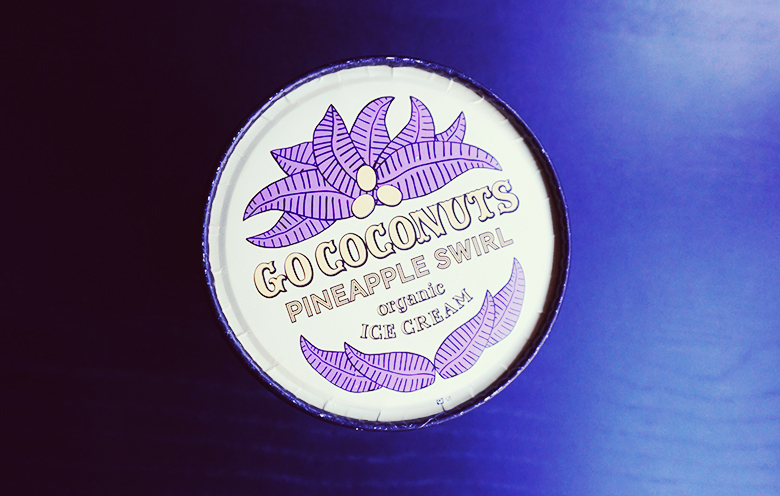 GO COCONUTS
PINEAPPLE SWIRL
organic
ICE CREAM